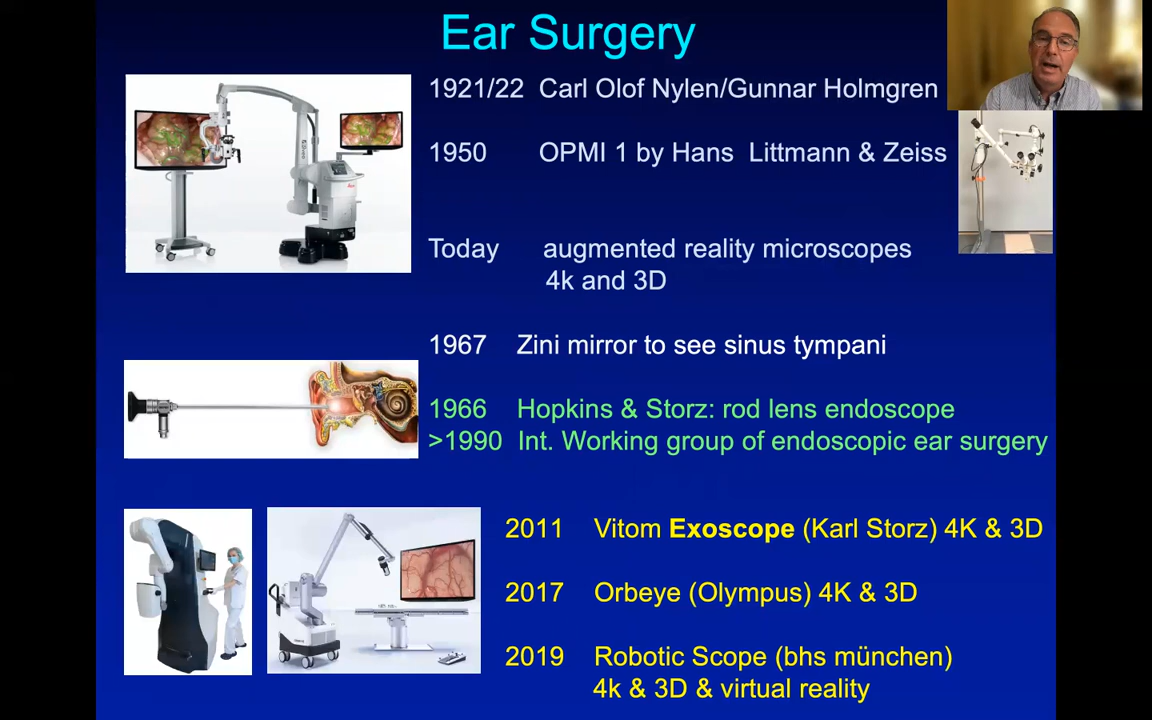 Ear Surgery
1921/22 Carl Olof Nylen/Gunnar Holmgren
1950 OPMI 1 by Hans Littmann & Zeiss
Today augmented reality microscopes
4k and 3D
1967 Zini mirror to see sinus tympani
1966 Hopkins & Storz: rod lens endoscope
>1990 Int. Working group of endoscopic ear surgery
2011 Vitom Exoscope (Karl Storz) 4K & 3D
2017 Orbeye (Olympus) 4K & 3D
2019 Robotic Scope (bhs münchen)
4k & 3D & virtual reality